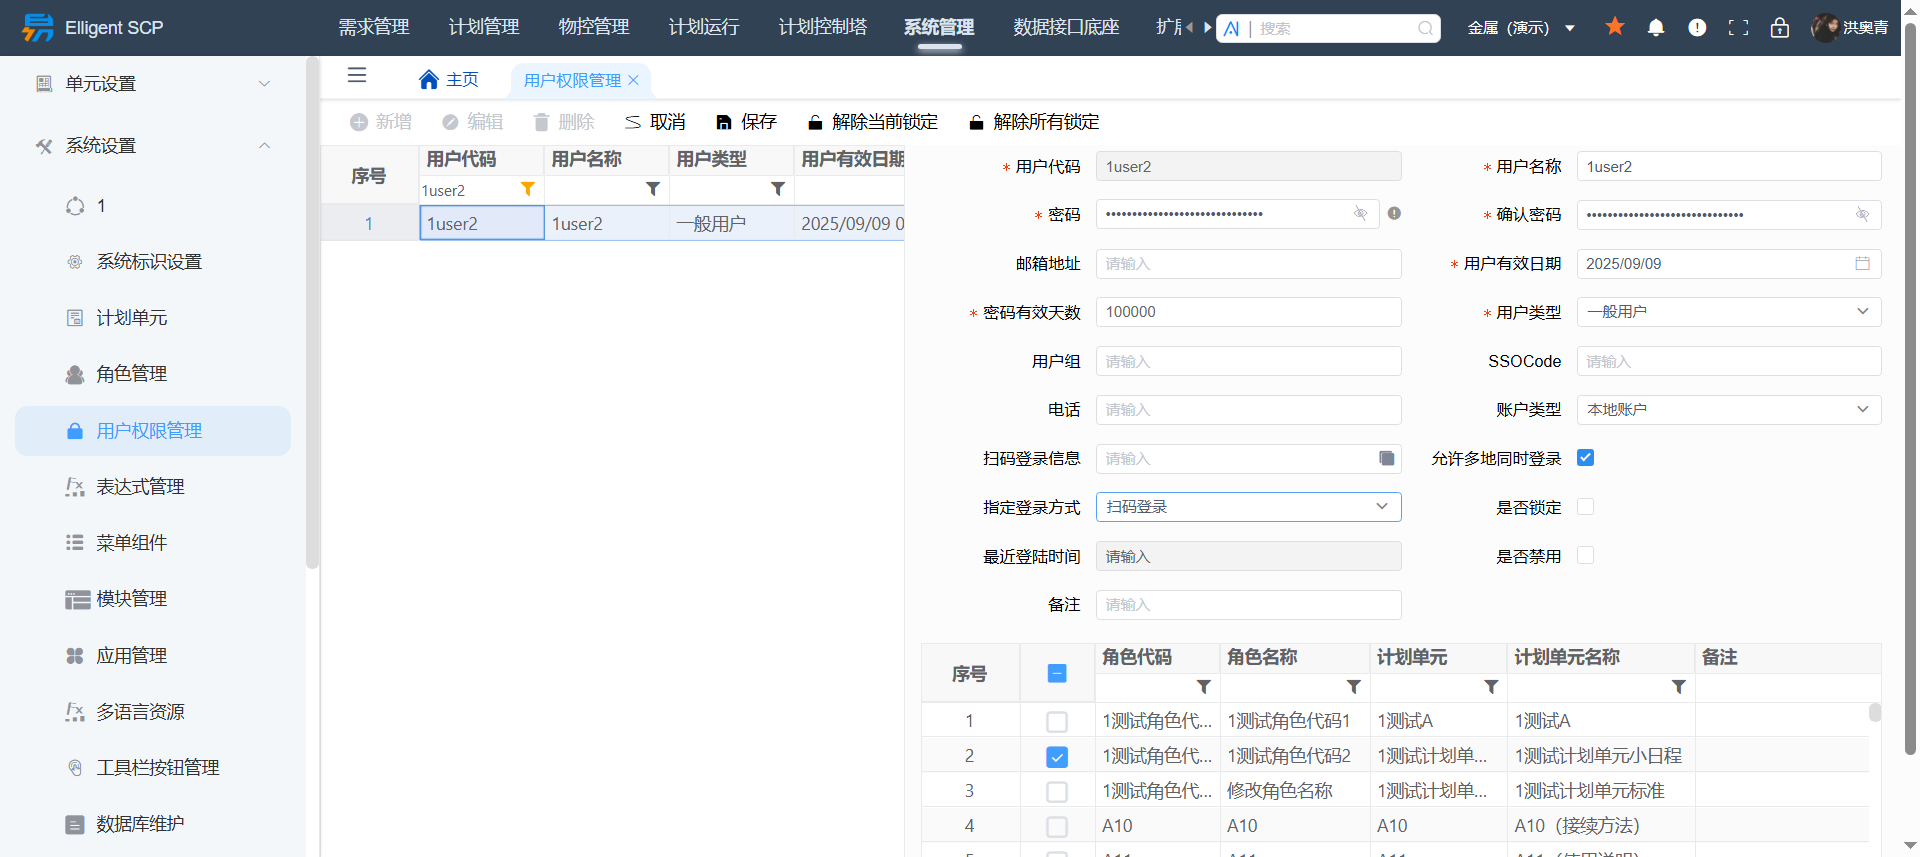 Elligent SCP
需求管理 计划管理 物控管理 计划运行 计划控制塔 系统管理 数据接口底座
AI | 搜索
金属（演示）
洪奥青
单元设置
系统设置
1
系统标识设置
计划单元
角色管理
用户权限管理
表达式管理
菜单组件
模块管理
应用管理
多语言资源
工具栏按钮管理
数据库维护
主页 用户权限管理
新增 编辑 删除 取消 保存 解除当前锁定 解除所有锁定
序号 用户代码 用户名称 用户类型 用户有效日期
1user2
1 1user2 1user2 一般用户 2025/09/09 0
* 用户代码 1user2 * 用户名称 1user2
* 密码 •••••••••••••••••••••••••••••• * 确认密码 ••••••••••••••••••••••••••••••
邮箱地址 请输入 * 用户有效日期 2025/09/09
* 密码有效天数 100000 * 用户类型 一般用户
用户组 请输入 SSOCode 请输入
电话 请输入 账户类型 本地账户
扫码登录信息 请输入 允许多地同时登录
指定登录方式 扫码登录 是否锁定
最近登陆时间 请输入 是否禁用
备注 请输入
序号 角色代码 角色名称 计划单元 计划单元名称 备注
1 1测试角色代... 1测试角色代码1 1测试A 1测试A
2 1测试角色代... 1测试角色代码2 1测试计划单... 1测试计划单元小日程
3 1测试角色代... 修改角色名称 1测试计划单... 1测试计划单元标准
4 A10 A10 A10 A10（接续方法）